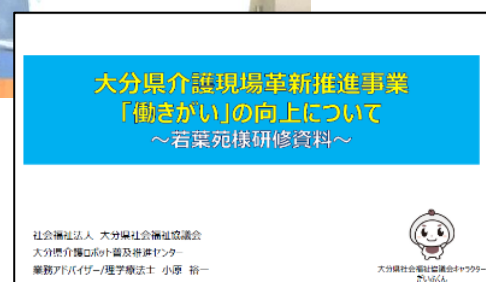 大分県介護現場革新推進事業
「働きがい」の向上について
～若葉苑様研修資料～
社会福祉法人 大分県社会福祉協議会
大分県介護ロボット普及推進センター
業務アドバイザー/理学療法士 小原 裕一
大分県社会福祉協議会キャラクター
だいふくん